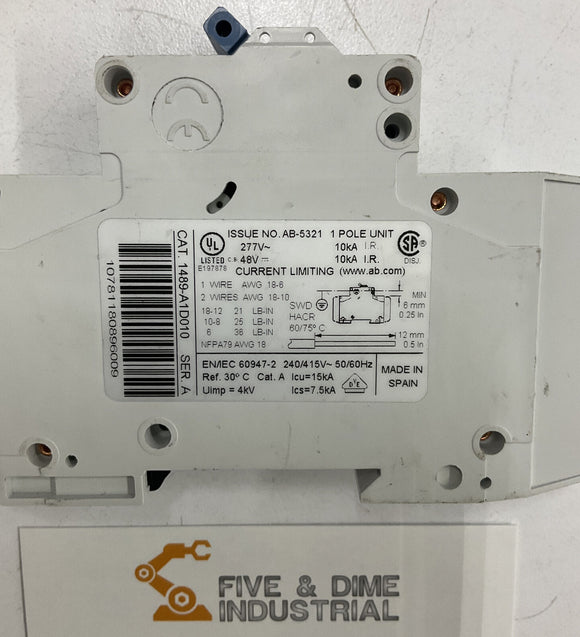 CE
CAT. 1489-A1D010 SER A
10781180896009
UL
LISTED C.B.
E197878
ISSUE NO. AB-5321 1 POLE UNIT
277V~ 10kA I.R.
48V⎓ 10kA I.R.
SA
DISJ.
CURRENT LIMITING (www.ab.com)
1 WIRE AWG 18-6
2 WIRES AWG 18-10
18-12 21 LB-IN
10-8 25 LB-IN
6 36 LB-IN
NFPA79 AWG 18
SWD
HACR
60/75° C
MIN
6 mm
0.25 in
12 mm
0.5 in
EN/IEC 60947-2 240/415V~ 50/60Hz
Ref. 30° C Cat. A Icu=15kA
Uimp = 4kV Ics=7.5kA
DVE
MADE IN
SPAIN
FIVE & DIME
INDUSTRIAL